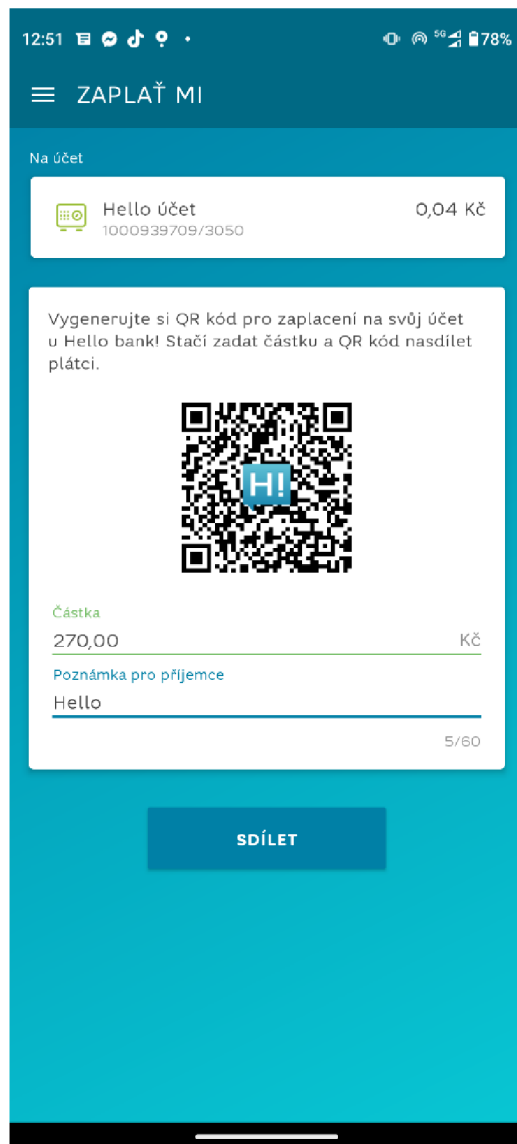 12:51
5G
78%
ZAPLAŤ MI
Na účet
Hello účet 0,04 Kč
1000939709/3050
Vygenerujte si QR kód pro zaplacení na svůj účet
u Hello bank! Stačí zadat částku a QR kód nasdílet
plátci.
H!
Částka
270,00 Kč
Poznámka pro příjemce
Hello
5/60
SDÍLET